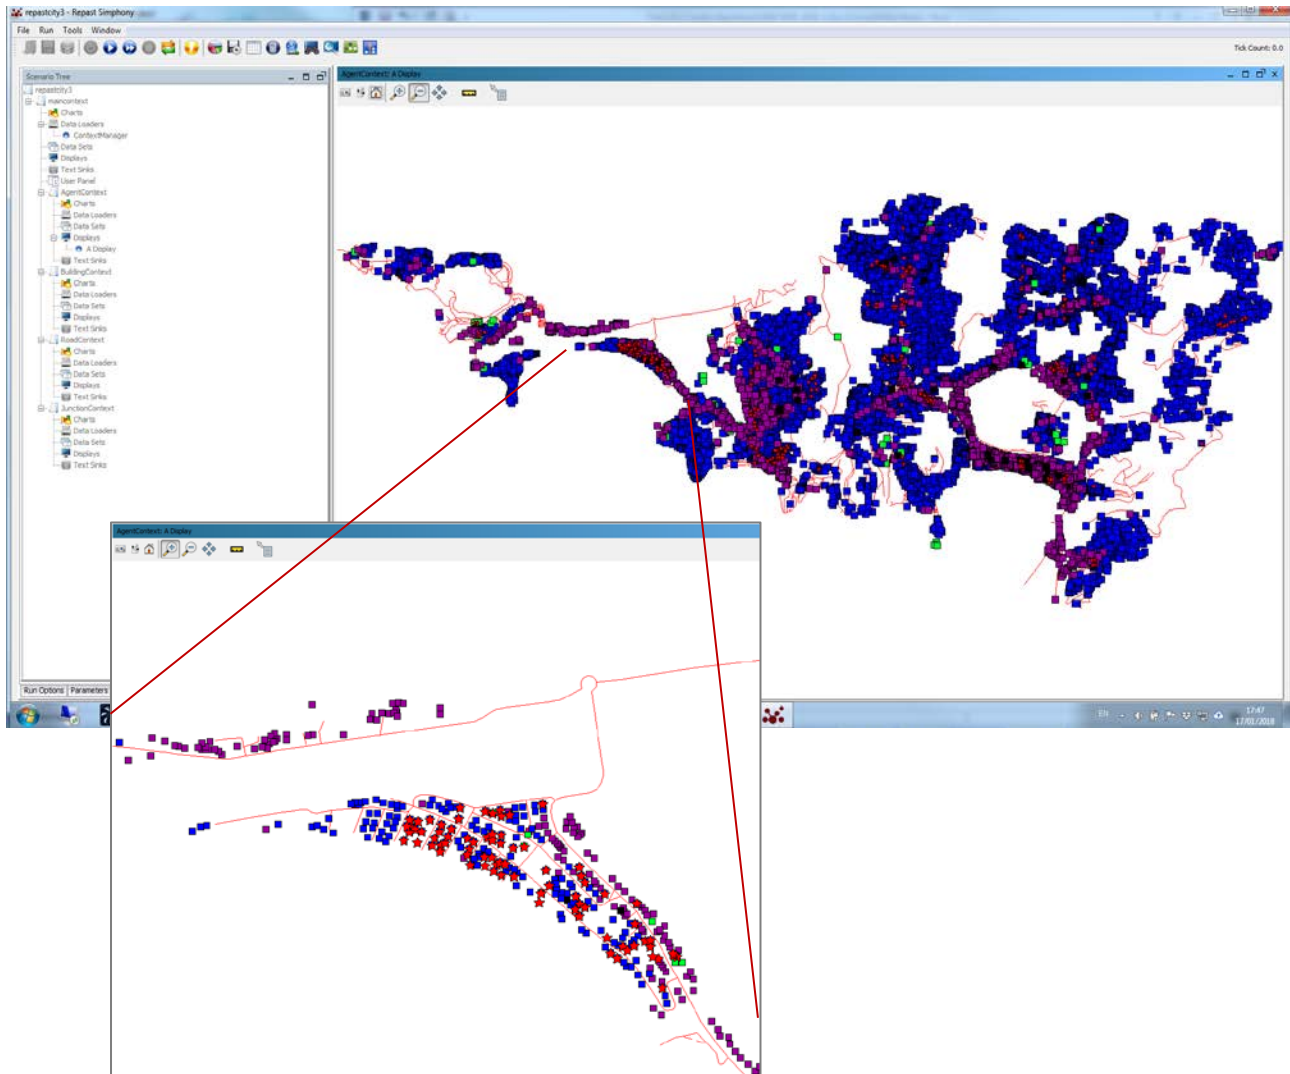 repastcity3 - Repast Simphony
File Run Tools Window
Tick Count: 0.0
Scenario Tree
repastcity3
maincontext
Charts
Data Loaders
ContextManager
Data Sets
Displays
Text Sinks
User Panel
AgentContext
Charts
Data Loaders
Data Sets
Displays
A Display
Text Sinks
BuildingContext
Charts
Data Loaders
Data Sets
Displays
Text Sinks
RoadContext
Charts
Data Loaders
Data Sets
Displays
Text Sinks
JunctionContext
Charts
Data Loaders
Data Sets
Displays
Text Sinks
Run Options Parameters
AgentContext: A Display
AgentContext: A Display
EN
17:47
17/01/2018